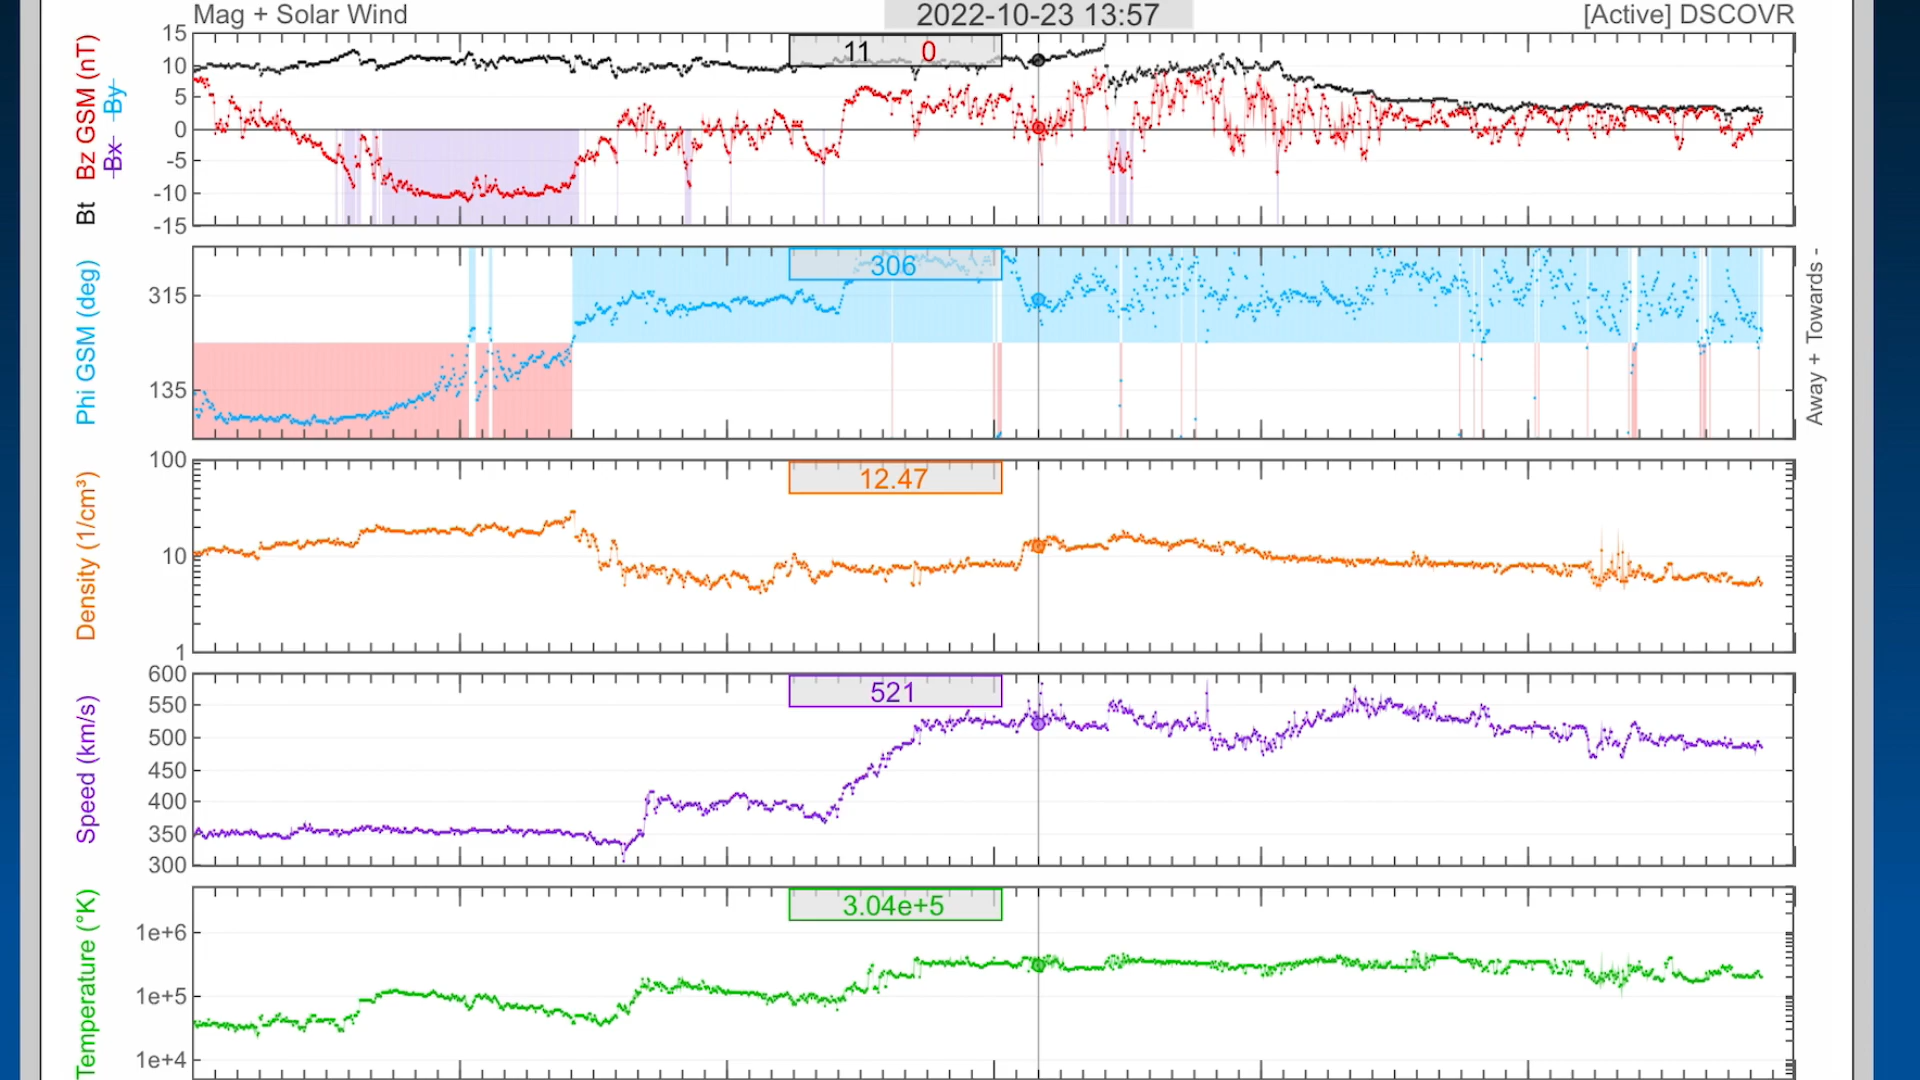 Mag + Solar Wind
2022-10-23 13:57
[Active] DSCOVR
Bt Bz GSM (nT)
Bx By
15
10
5
0
-5
-10
-15
11 0
Phi GSM (deg)
315
135
306
Away + Towards -
Density (1/cm³)
100
10
1
12.47
Speed (km/s)
600
550
500
450
400
350
300
521
Temperature (°K)
1e+6
1e+5
1e+4
3.04e+5